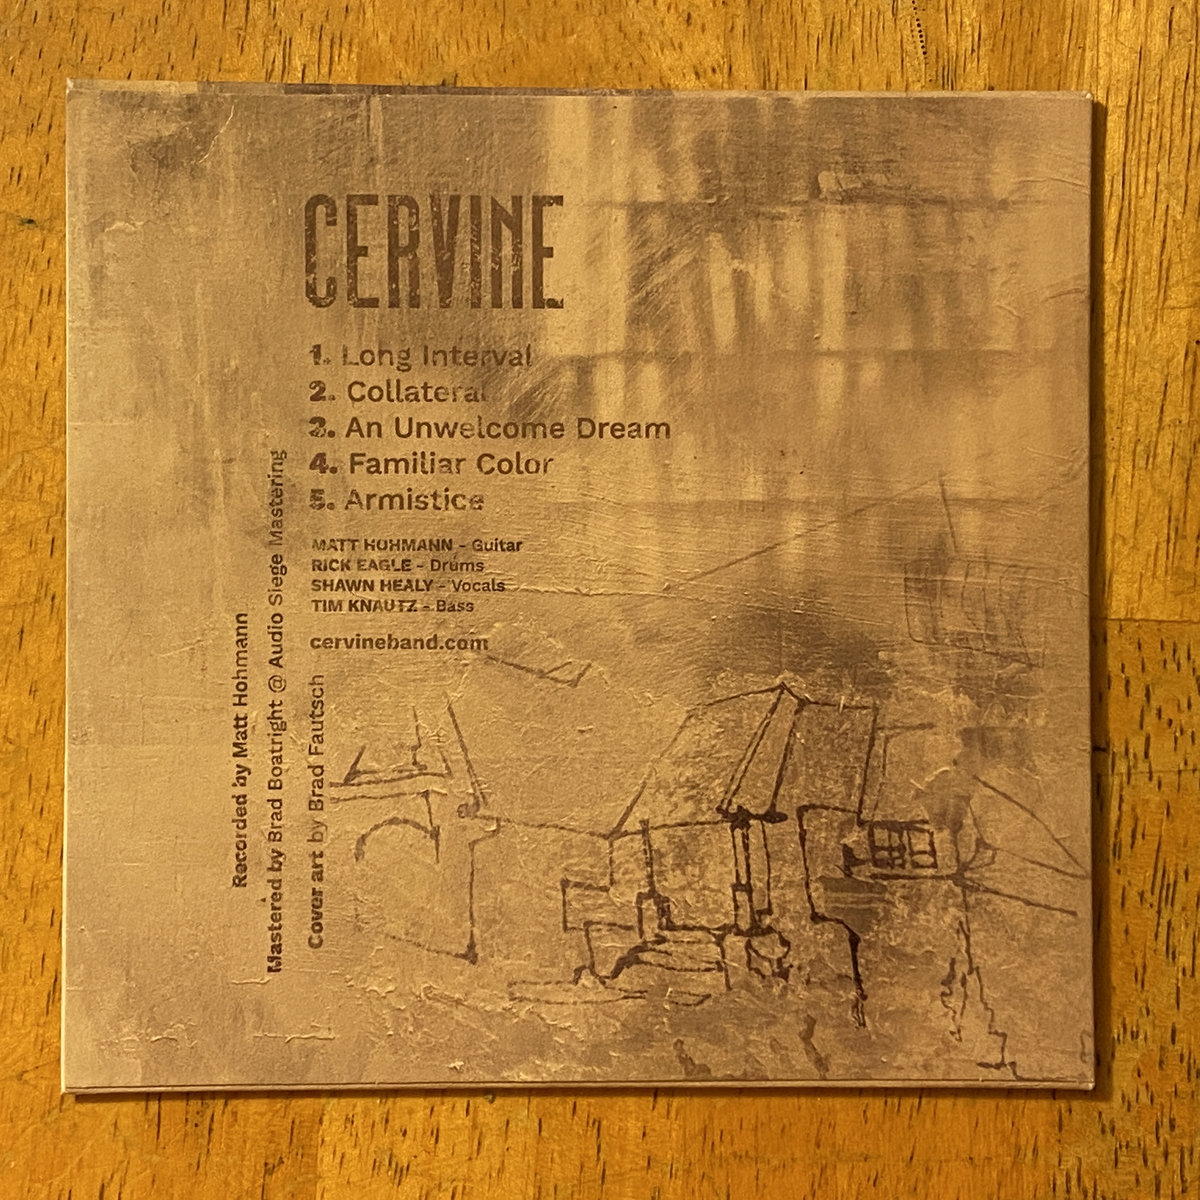 CERVINE
1. Long Interval
2. Collateral
3. An Unwelcome Dream
4. Familiar Color
5. Armistice
MATT HOHMANN - Guitar
RICK EAGLE - Drums
SHAWN HEALY - Vocals
TIM KNAUTZ - Bass
cervineband.com
Recorded by Matt Hohmann
Mastered by Brad Boatright @ Audio Siege Mastering
Cover art by Brad Fautsch